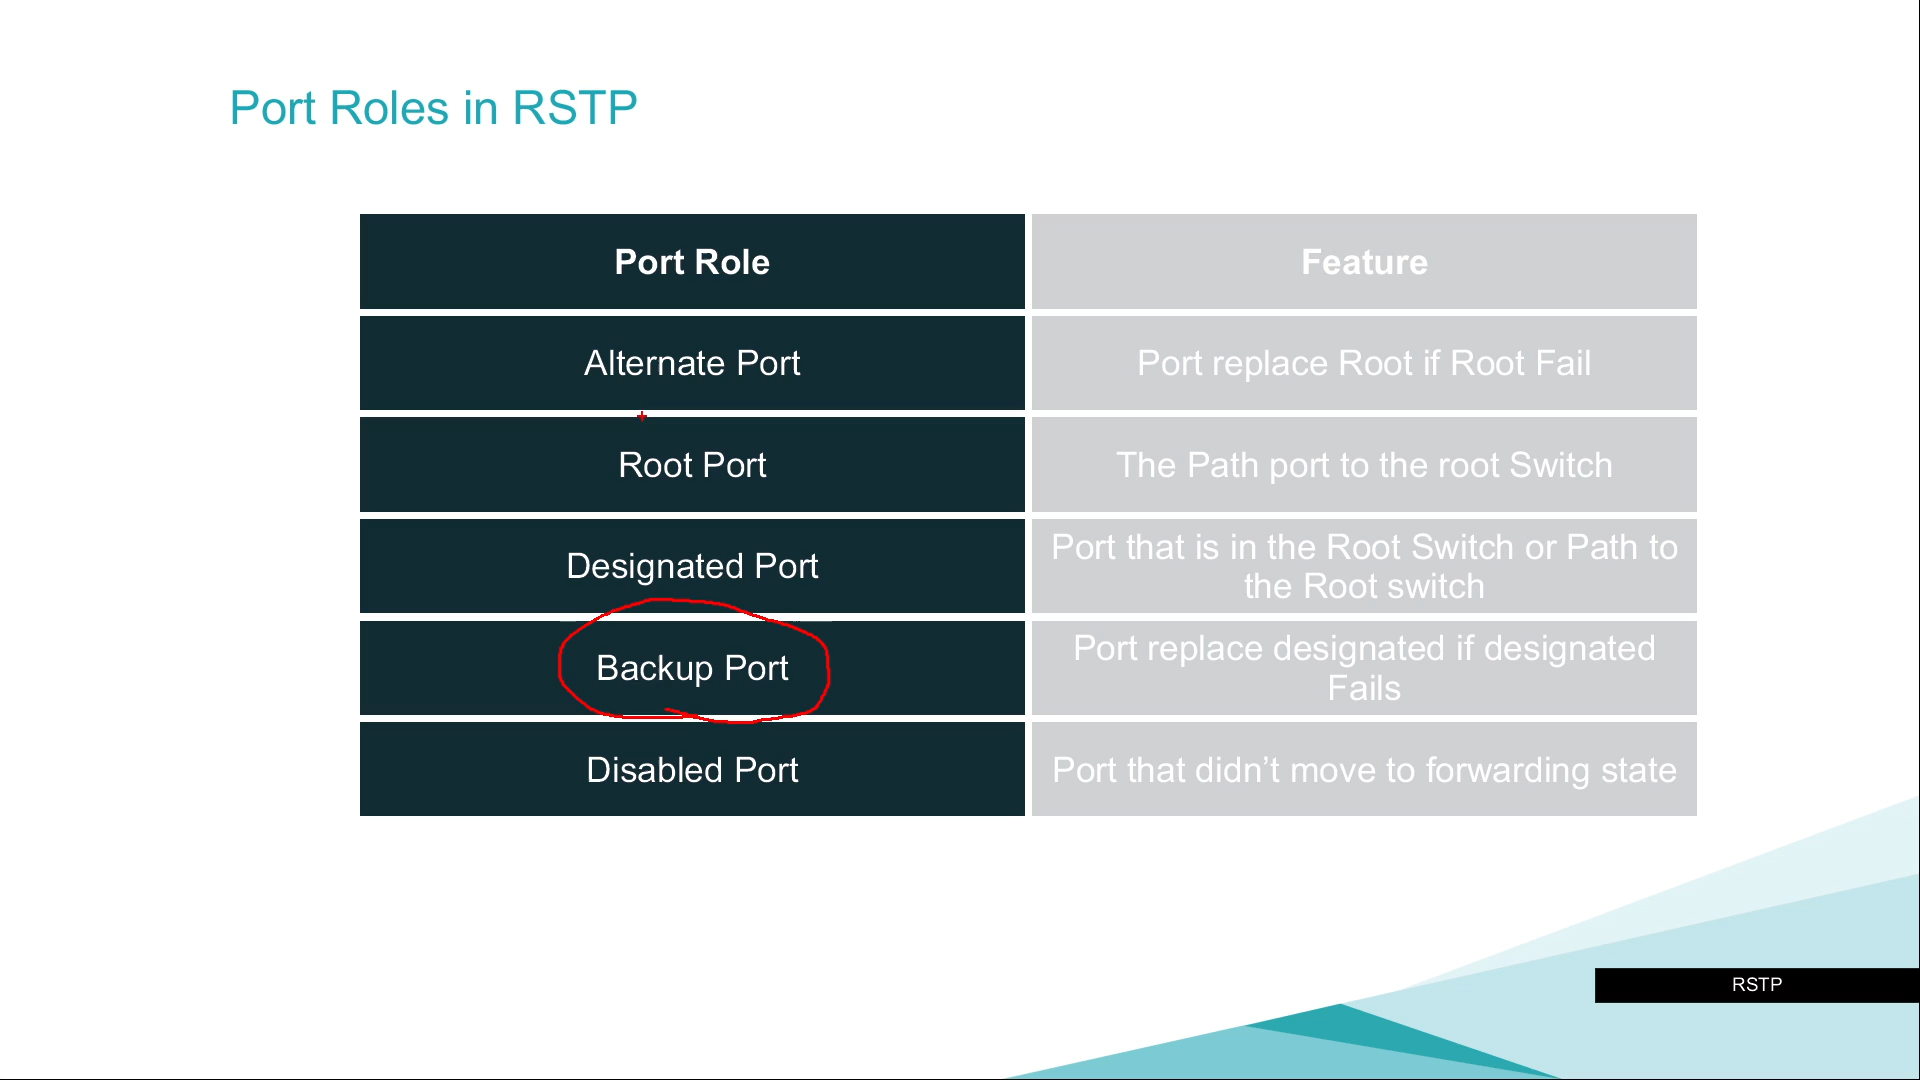 Port Roles in RSTP
Port Role
Feature
Alternate Port
Port replace Root if Root Fail
Root Port
The Path port to the root Switch
Designated Port
Port that is in the Root Switch or Path to
the Root switch
Backup Port
Port replace designated if designated
Fails
Disabled Port
Port that didn’t move to forwarding state
RSTP